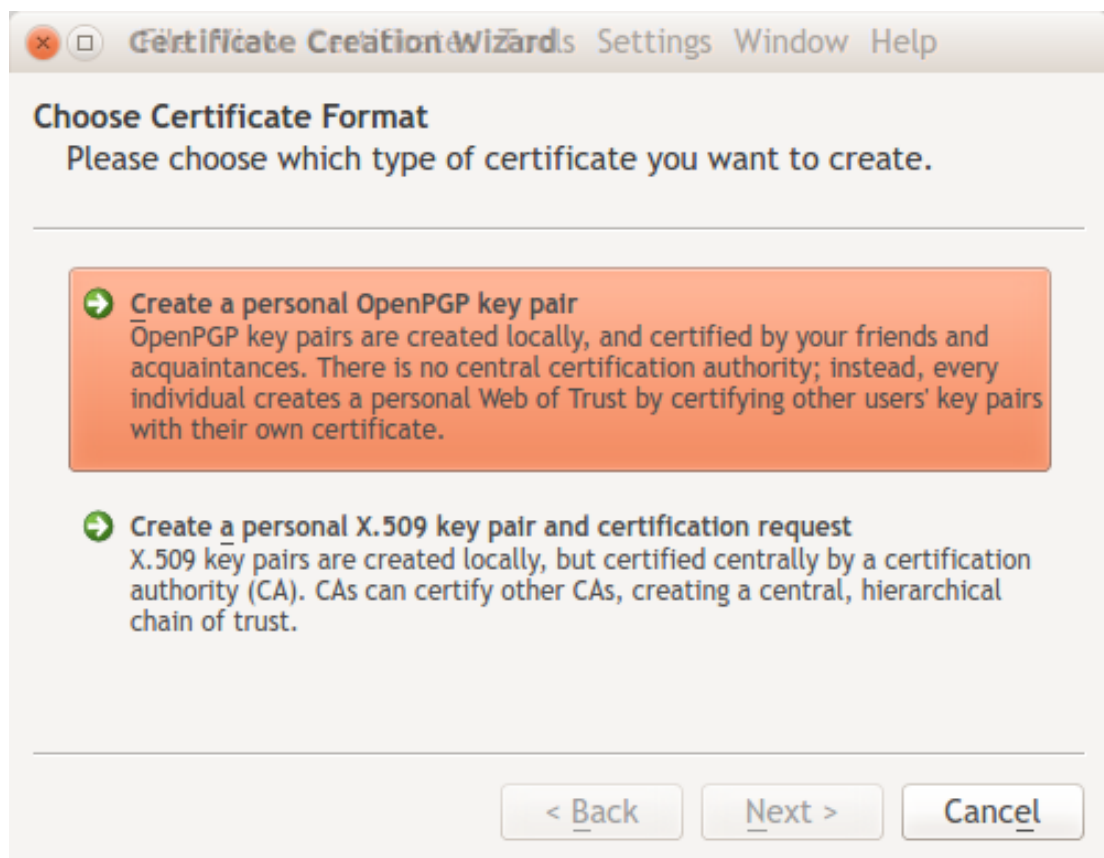 Certificate Creation Wizard
File View Certificates Tools Settings Window Help
Choose Certificate Format
Please choose which type of certificate you want to create.
Create a personal OpenPGP key pair
OpenPGP key pairs are created locally, and certified by your friends and
acquaintances. There is no central certification authority; instead, every
individual creates a personal Web of Trust by certifying other users' key pairs
with their own certificate.
Create a personal X.509 key pair and certification request
X.509 key pairs are created locally, but certified centrally by a certification
authority (CA). CAs can certify other CAs, creating a central, hierarchical
chain of trust.
< Back Next > Cancel